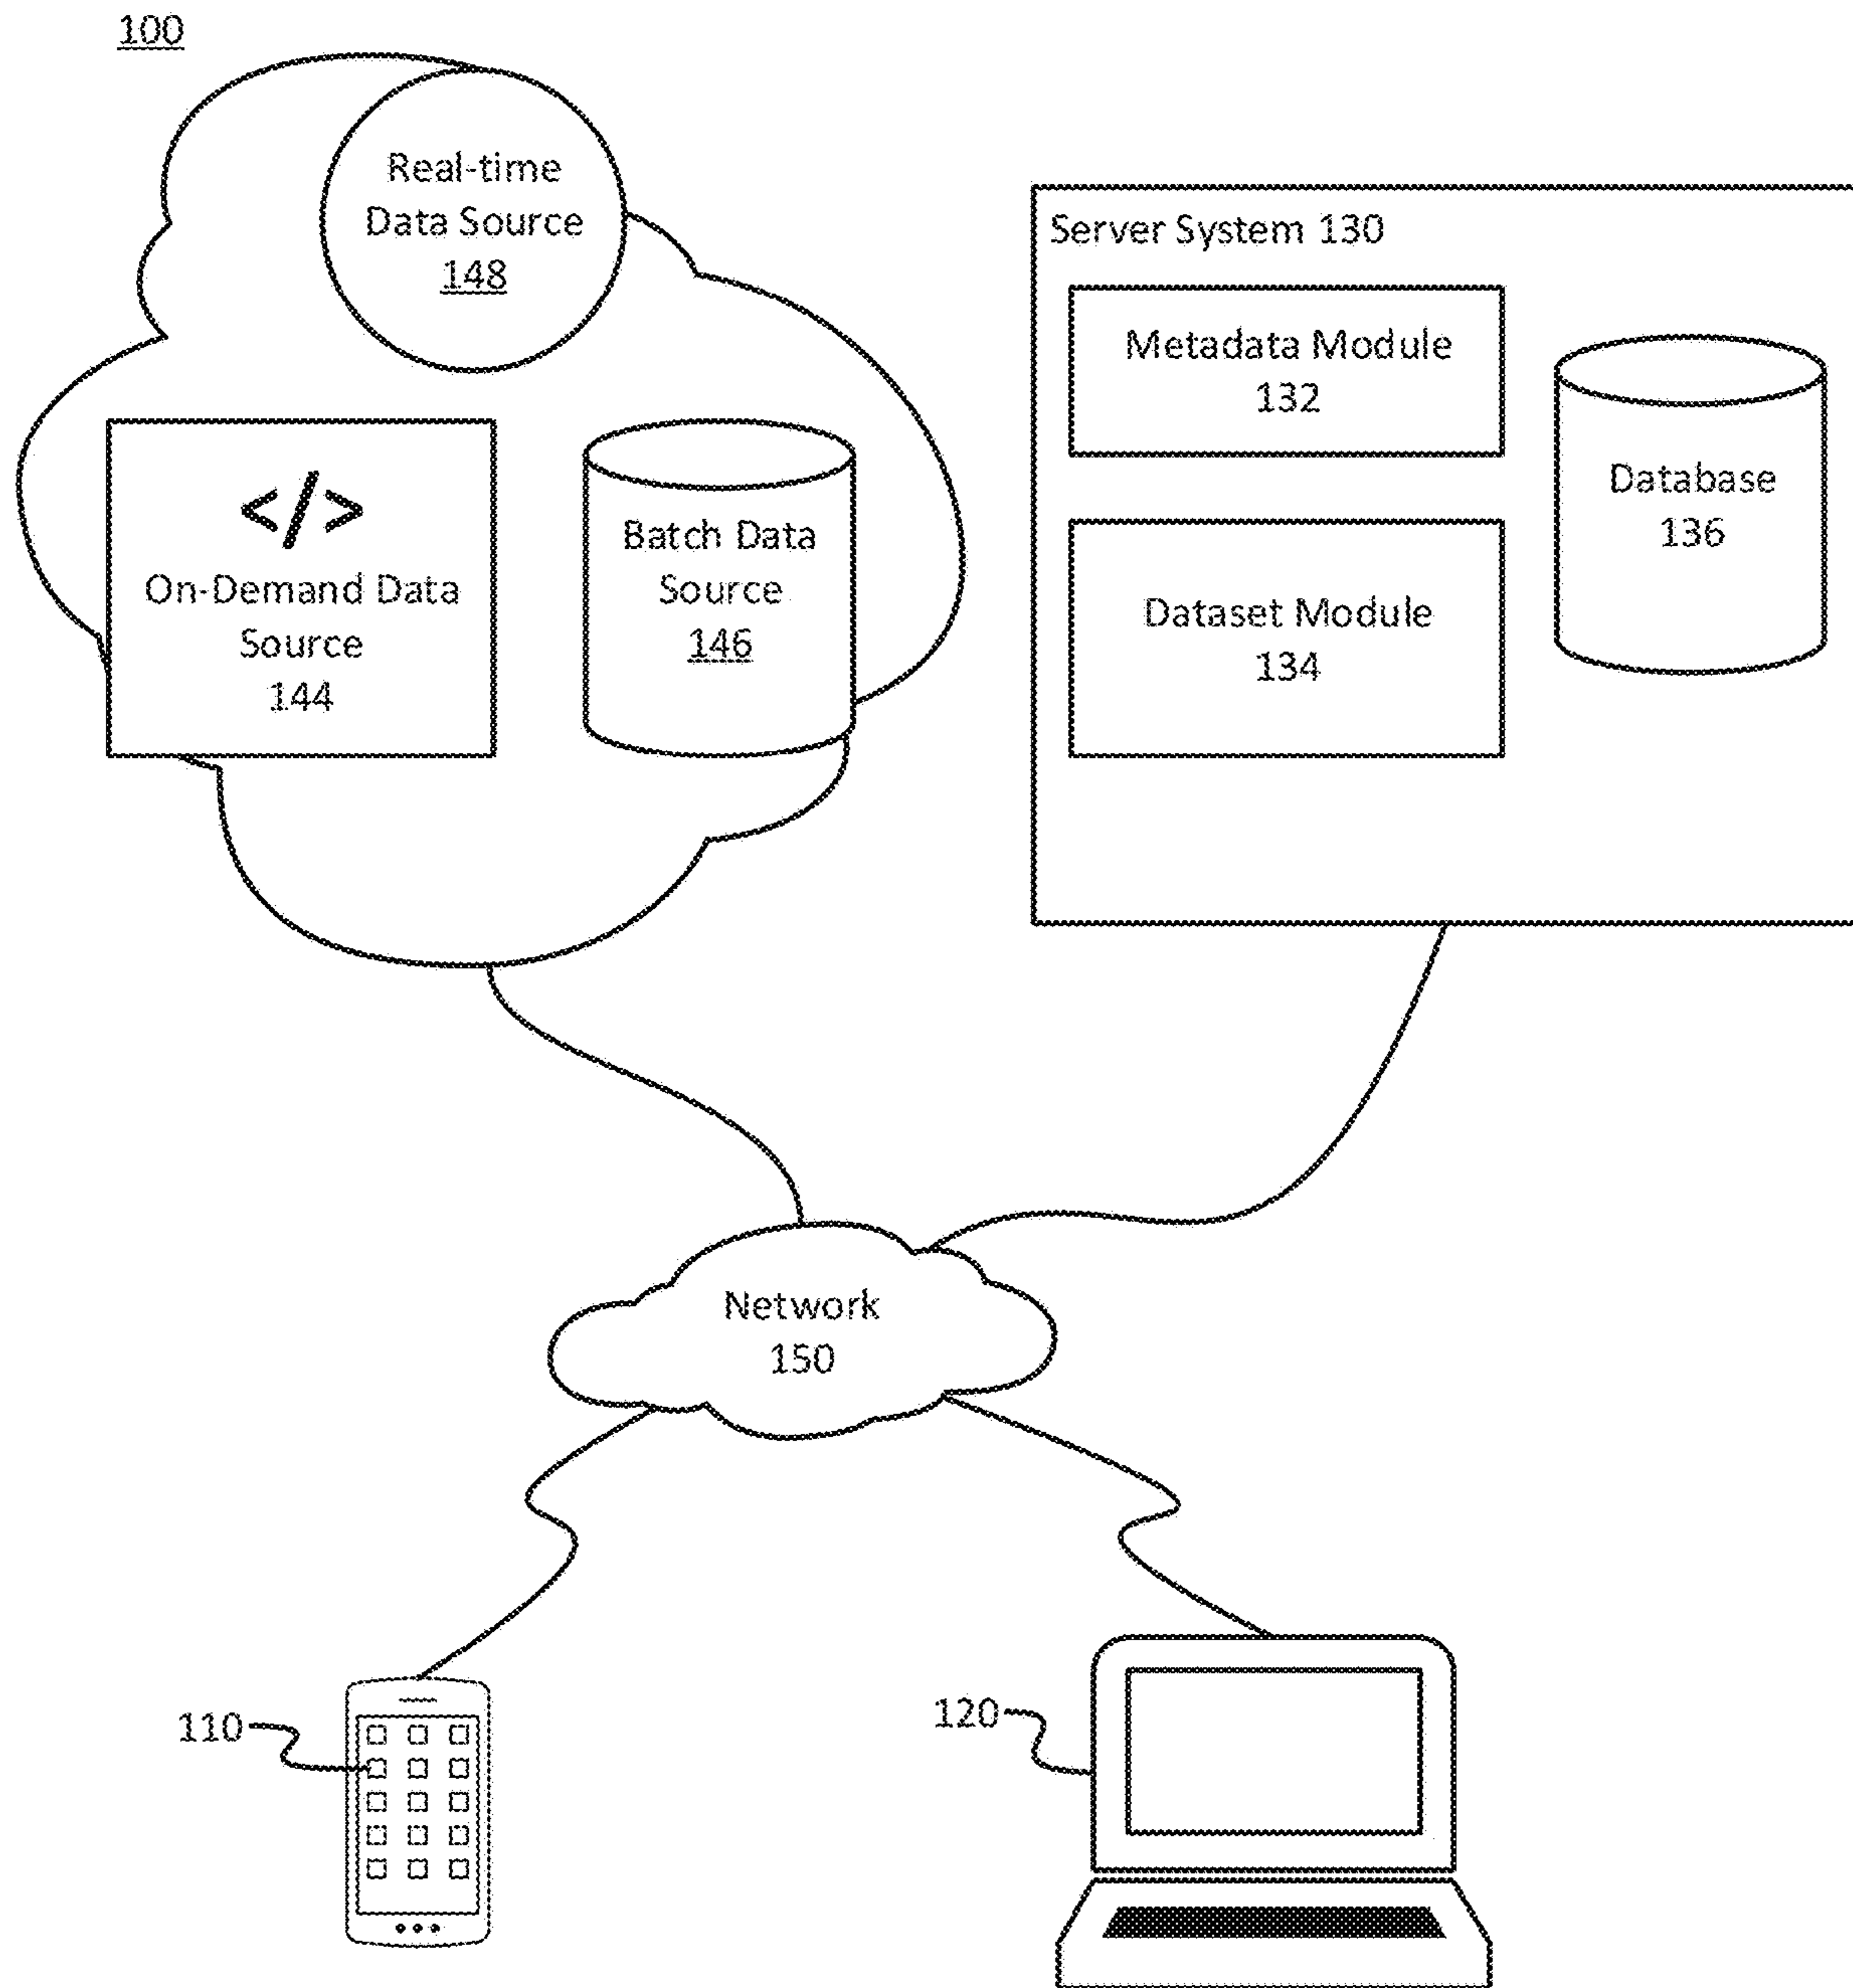 100
Real-time
Data Source
148
</>
On-Demand Data
Source
144
Batch Data
Source
146
Server System 130
Metadata Module
132
Dataset Module
134
Database
136
Network
150
110
120